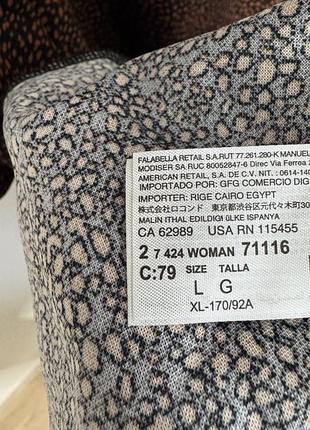 FALABELLA RETAIL S.A.RUT 77.261.280-K MANUEL
MODISER SA RUC 80052847-6 Direc Via Ferrea
AMERICAN RETAIL, S.A. DE C.V. NIT. : 0614-140
IMPORTADO POR: GFG COMERCIO DIG
IMPORTER: RIGE CAIRO EGYPT
株式会社ロコンド 東京都渋谷区元代々木町30
MALIN ITHAL EDILDIGI ÜLKE ISPANYA
CA 62989 USA RN 115455
2 7 424 WOMAN 71116
C:79 SIZE TALLA
L G
XL-170/92A